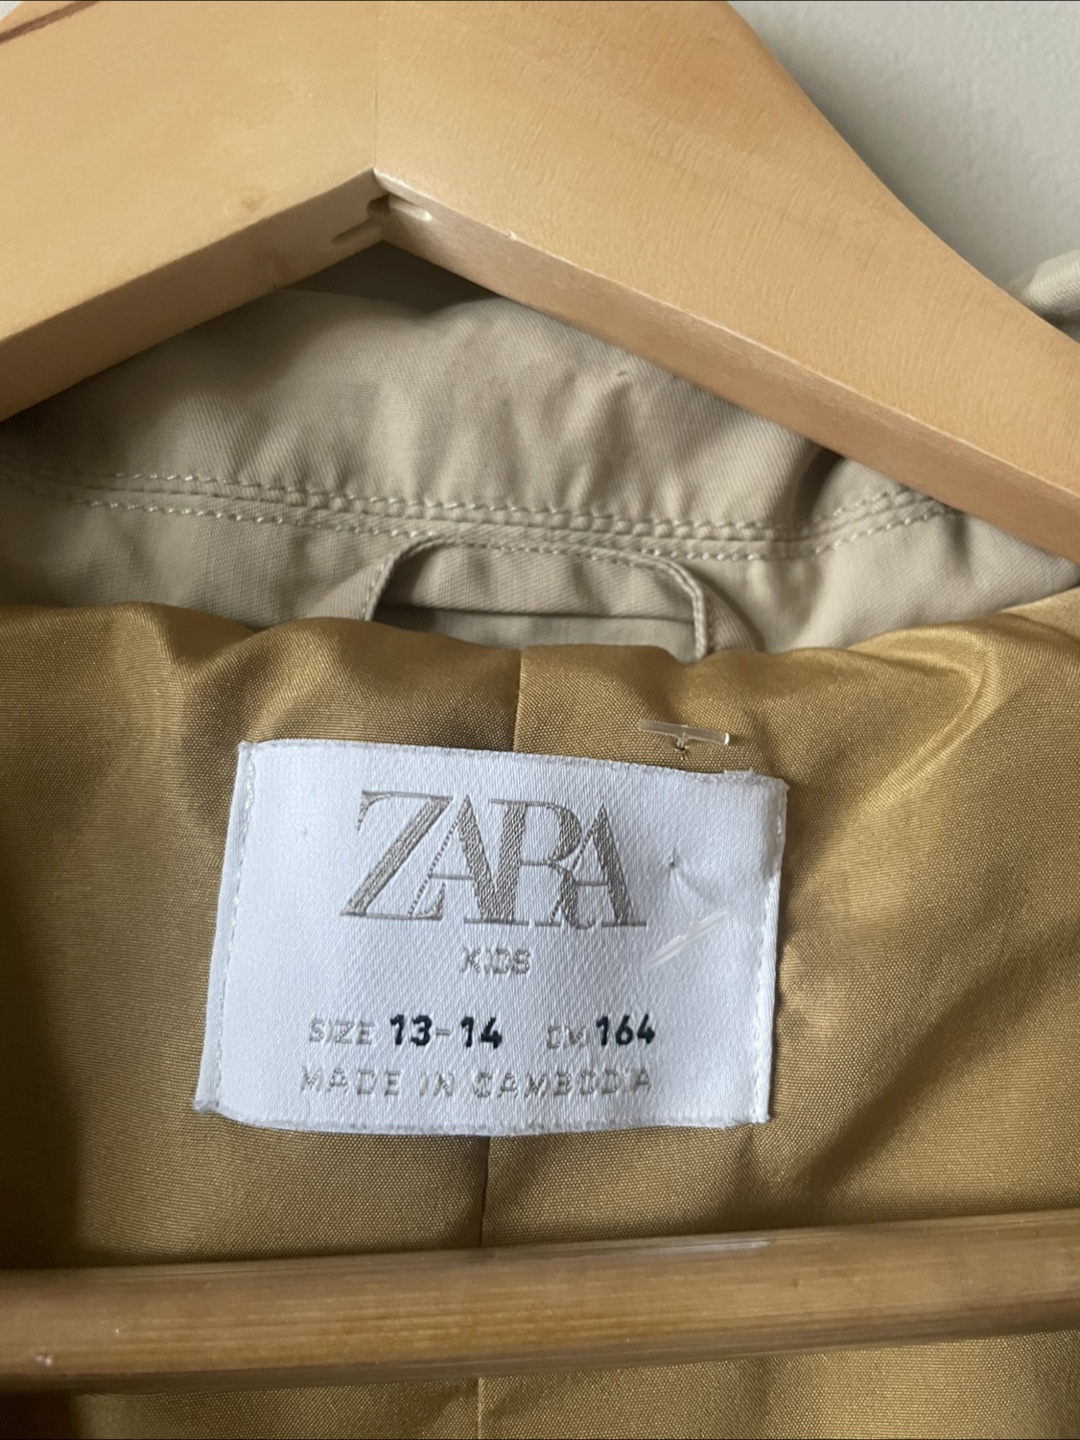 ZARA
KIDS
SIZE 13-14 CM 164
MADE IN CAMBODIA